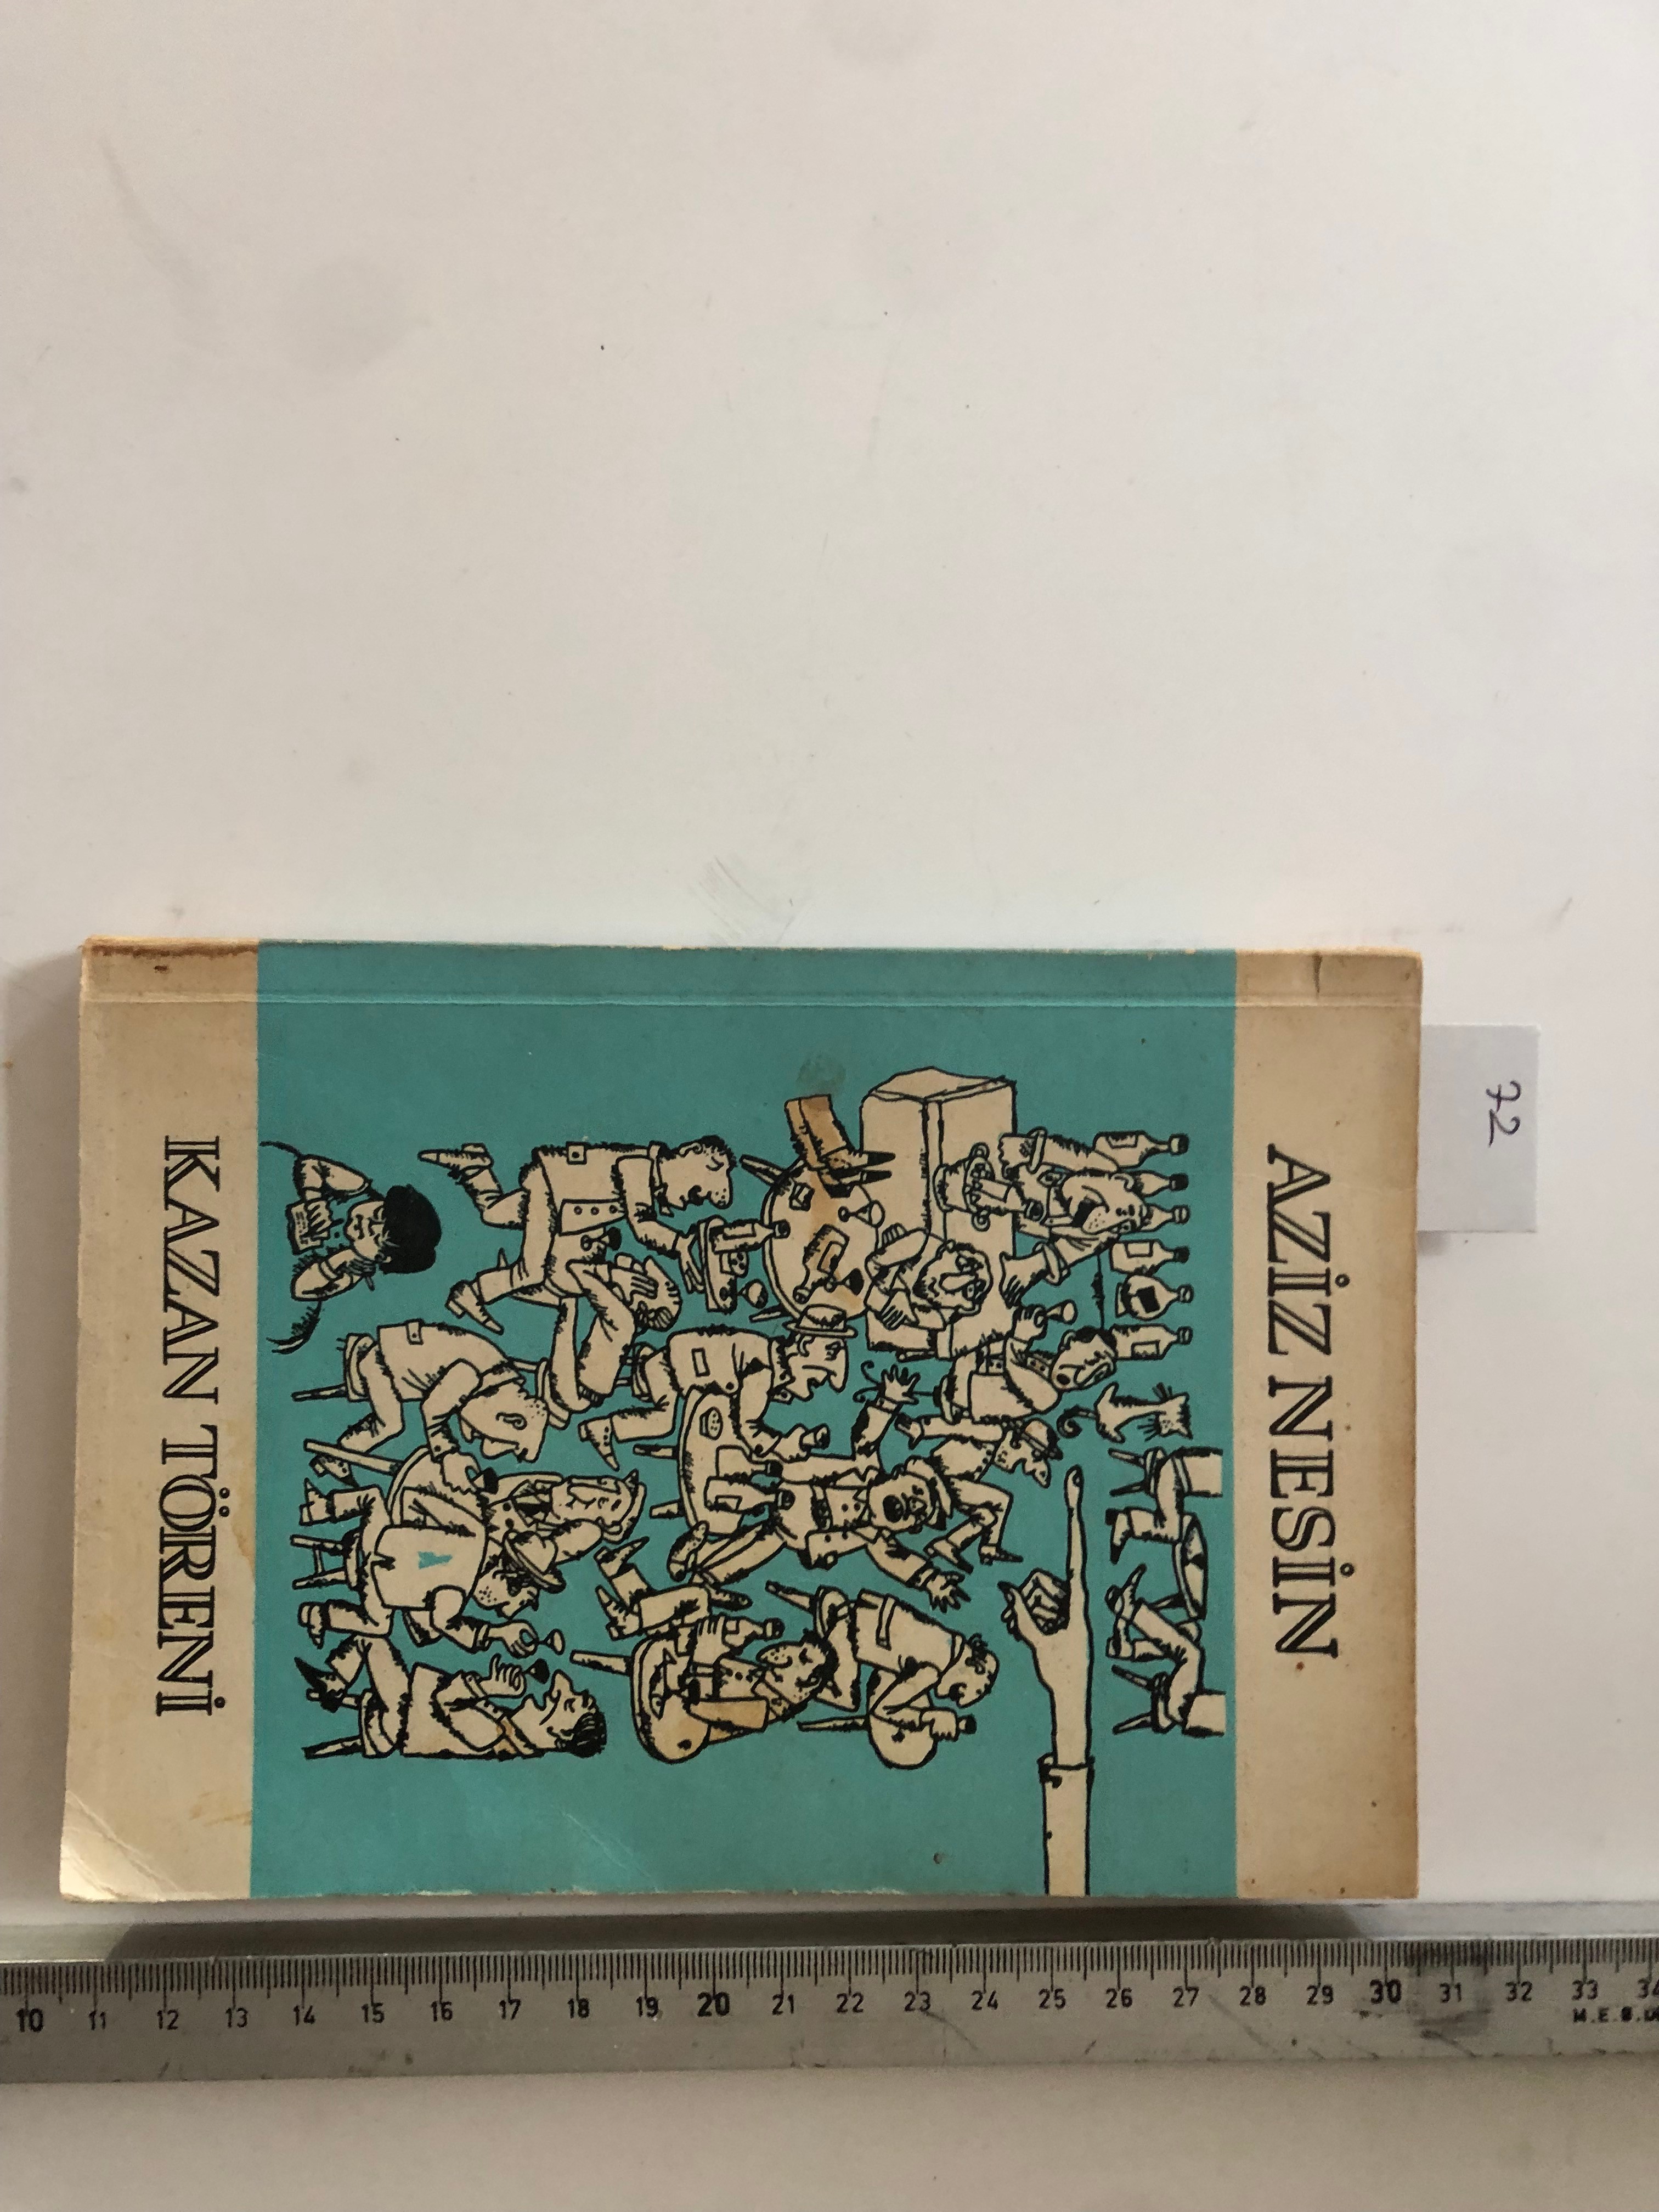 72
AZİZ NESİN
KAZAN TÖRENİ
10 11 12 13 14 15 16 17 18 19 20 21 22 23 24 25 26 27 28 29 30 31 32 33 34